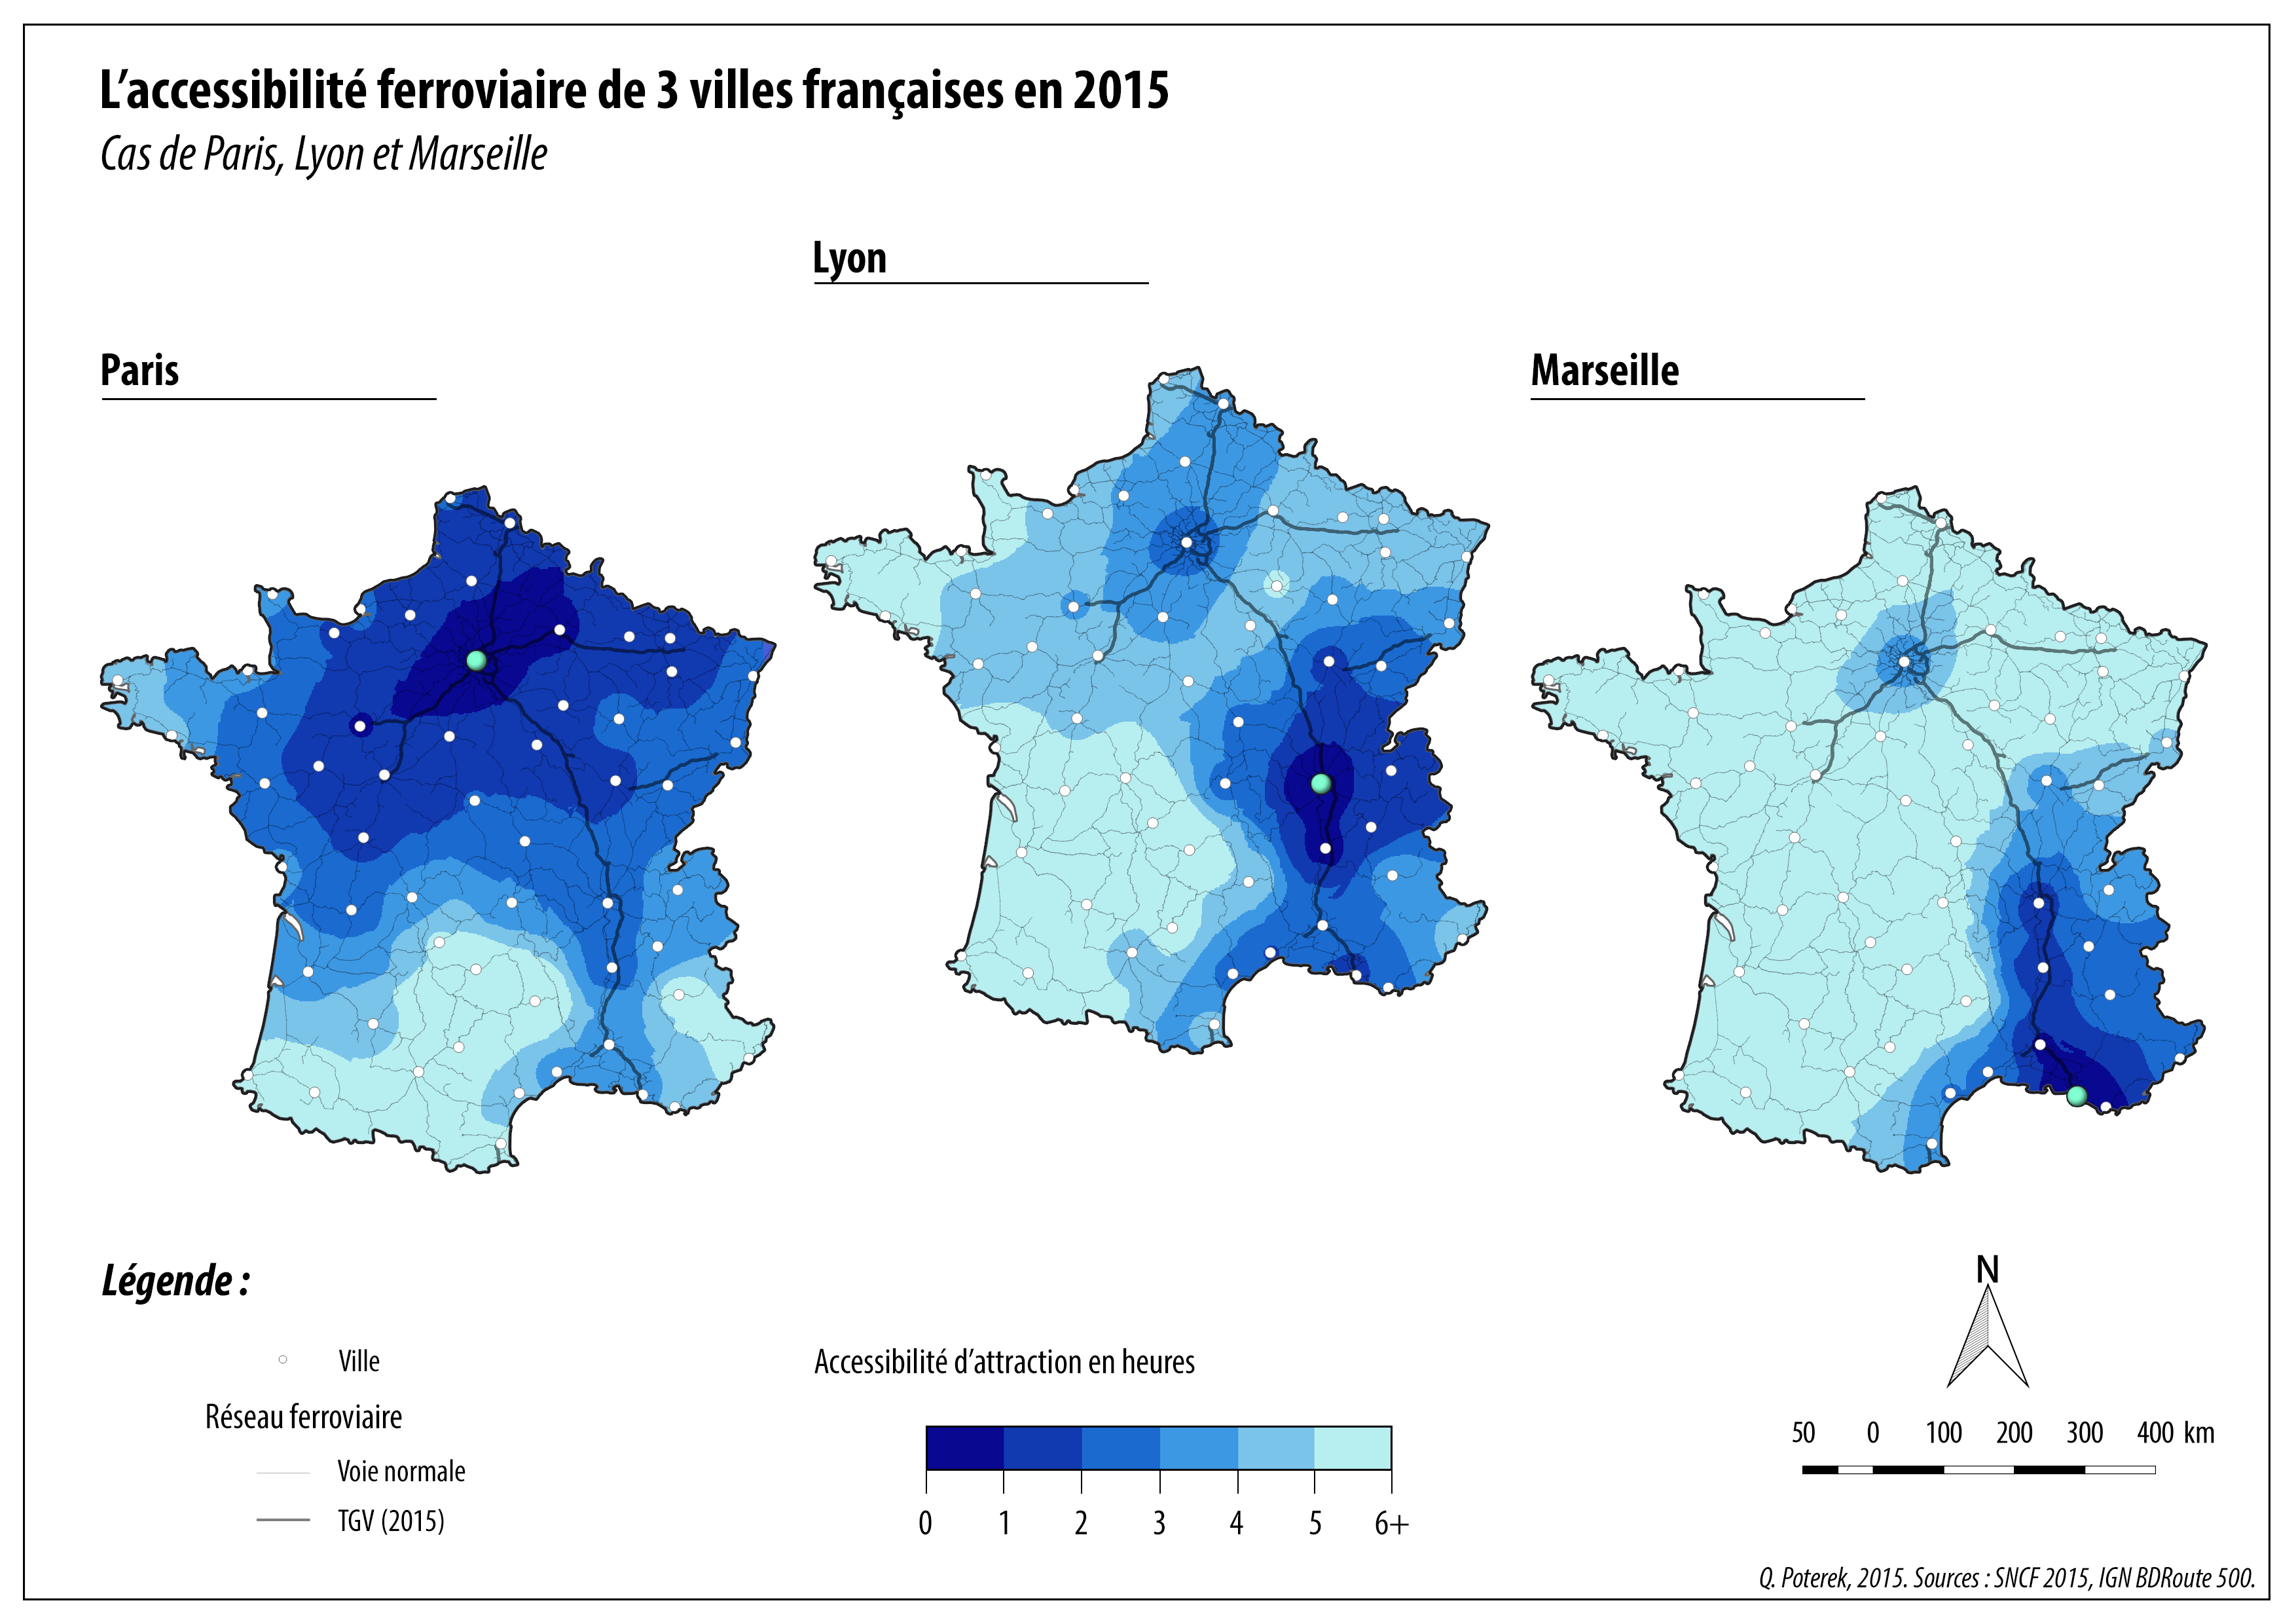 L’accessibilité ferroviaire de 3 villes françaises en 2015
Cas de Paris, Lyon et Marseille
Lyon
Paris
Marseille
Légende :
Ville
Réseau ferroviaire
Voie normale
TGV (2015)
Accessibilité d’attraction en heures
0 1 2 3 4 5 6+
N
50 0 100 200 300 400 km
Q. Poterek, 2015. Sources : SNCF 2015, IGN BDRoute 500.